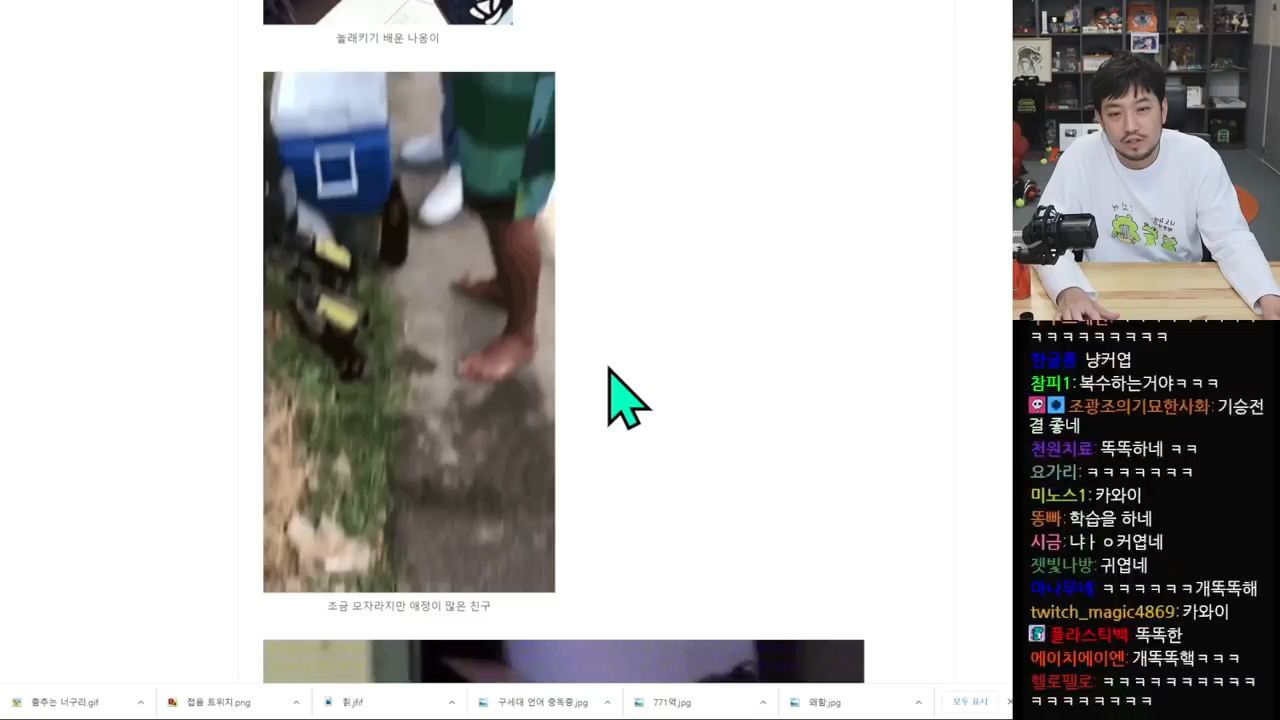 놀래키기 배운 나옹이
조금 모자라지만 애정이 많은 친구
ㅋㅋㅋㅋㅋㅋㅋㅋㅋ
한글롱 냥커엽
참피1: 복수하는거야ㅋㅋㅋ
조광조의기묘한사화: 기승전
결 좋네
천원치료: 똑똑하네 ㅋㅋ
요가리: ㅋㅋㅋㅋㅋㅋㅋ
미노스1: 카와이
똥빠: 학습을 하네
시금: 냐ㅏㅇ커엽네
잿빛나방: 귀엽네
마나무네: ㅋㅋㅋㅋㅋㅋ개똑똑해
twitch_magic4869: 카와이
플라스틱백: 똑똑한
에이치에이엔: 개똑똑핵ㅋㅋㅋ
헬로펠로: ㅋㅋㅋㅋㅋㅋㅋㅋㅋㅋ
ㅋㅋㅋㅋㅋㅋㅋㅋ
춤추는 너구리.gif
접음 트위치.png
췱.jfif
구세대 언어 중독증.jpg
771역.jpg
왜함.jpg
모두 표시